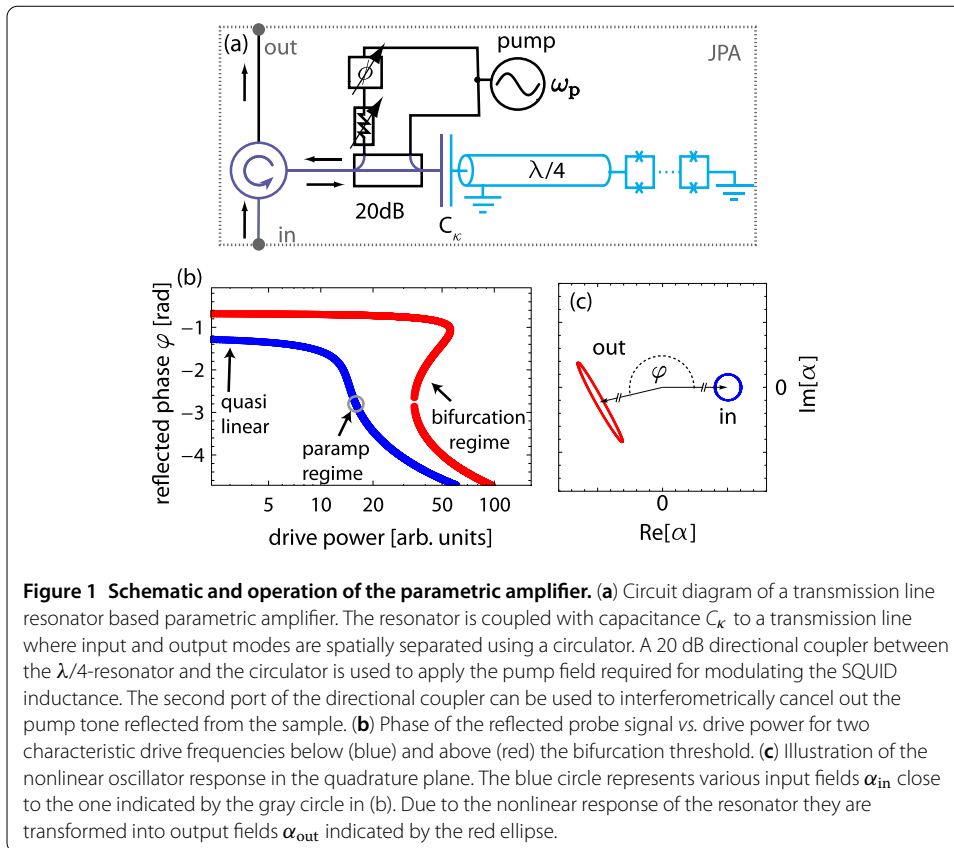 (a)
out
pump
JPA
ϕ
ω_p
λ/4
20dB
C_κ
in
(b)
reflected phase φ [rad]
−1
−2
−3
−4
quasi
linear
paramp
regime
bifurcation
regime
5
10
20
50
100
drive power [arb. units]
(c)
out
φ
in
0
Im[α]
0
Re[α]
Figure 1 Schematic and operation of the parametric amplifier. (a) Circuit diagram of a transmission line
resonator based parametric amplifier. The resonator is coupled with capacitance C_κ to a transmission line
where input and output modes are spatially separated using a circulator. A 20 dB directional coupler between
the λ/4-resonator and the circulator is used to apply the pump field required for modulating the SQUID
inductance. The second port of the directional coupler can be used to interferometrically cancel out the
pump tone reflected from the sample. (b) Phase of the reflected probe signal vs. drive power for two
characteristic drive frequencies below (blue) and above (red) the bifurcation threshold. (c) Illustration of the
nonlinear oscillator response in the quadrature plane. The blue circle represents various input fields α_in close
to the one indicated by the gray circle in (b). Due to the nonlinear response of the resonator they are
transformed into output fields α_out indicated by the red ellipse.